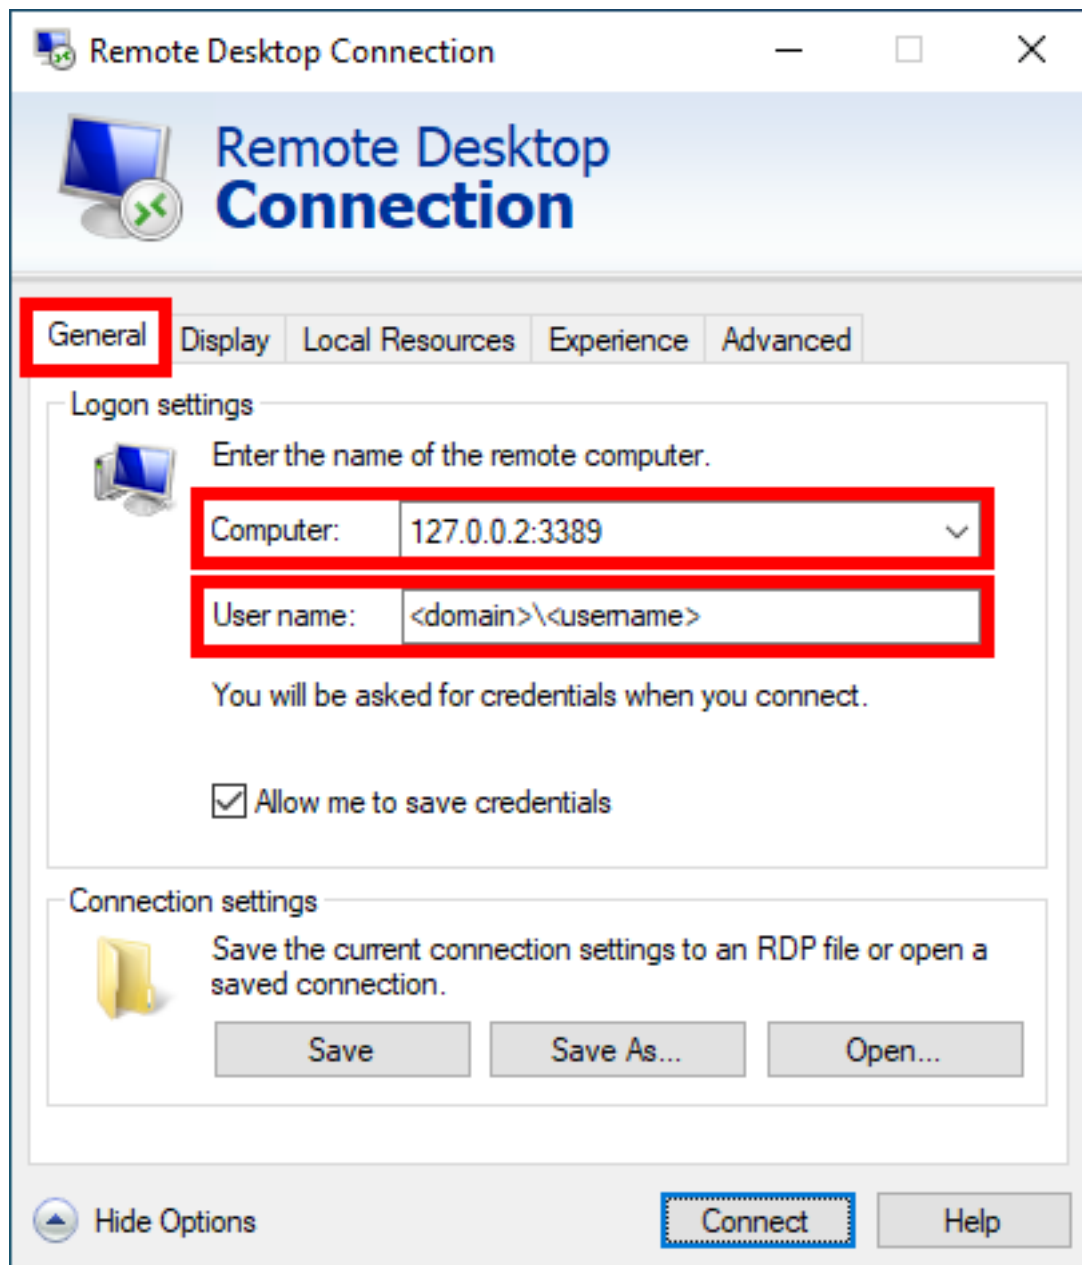 Remote Desktop Connection
Remote Desktop
Connection
General Display Local Resources Experience Advanced
Logon settings
Enter the name of the remote computer.
Computer: 127.0.0.2:3389
User name: <domain>\<username>
You will be asked for credentials when you connect.
Allow me to save credentials
Connection settings
Save the current connection settings to an RDP file or open a
saved connection.
Save Save As... Open...
Hide Options Connect Help